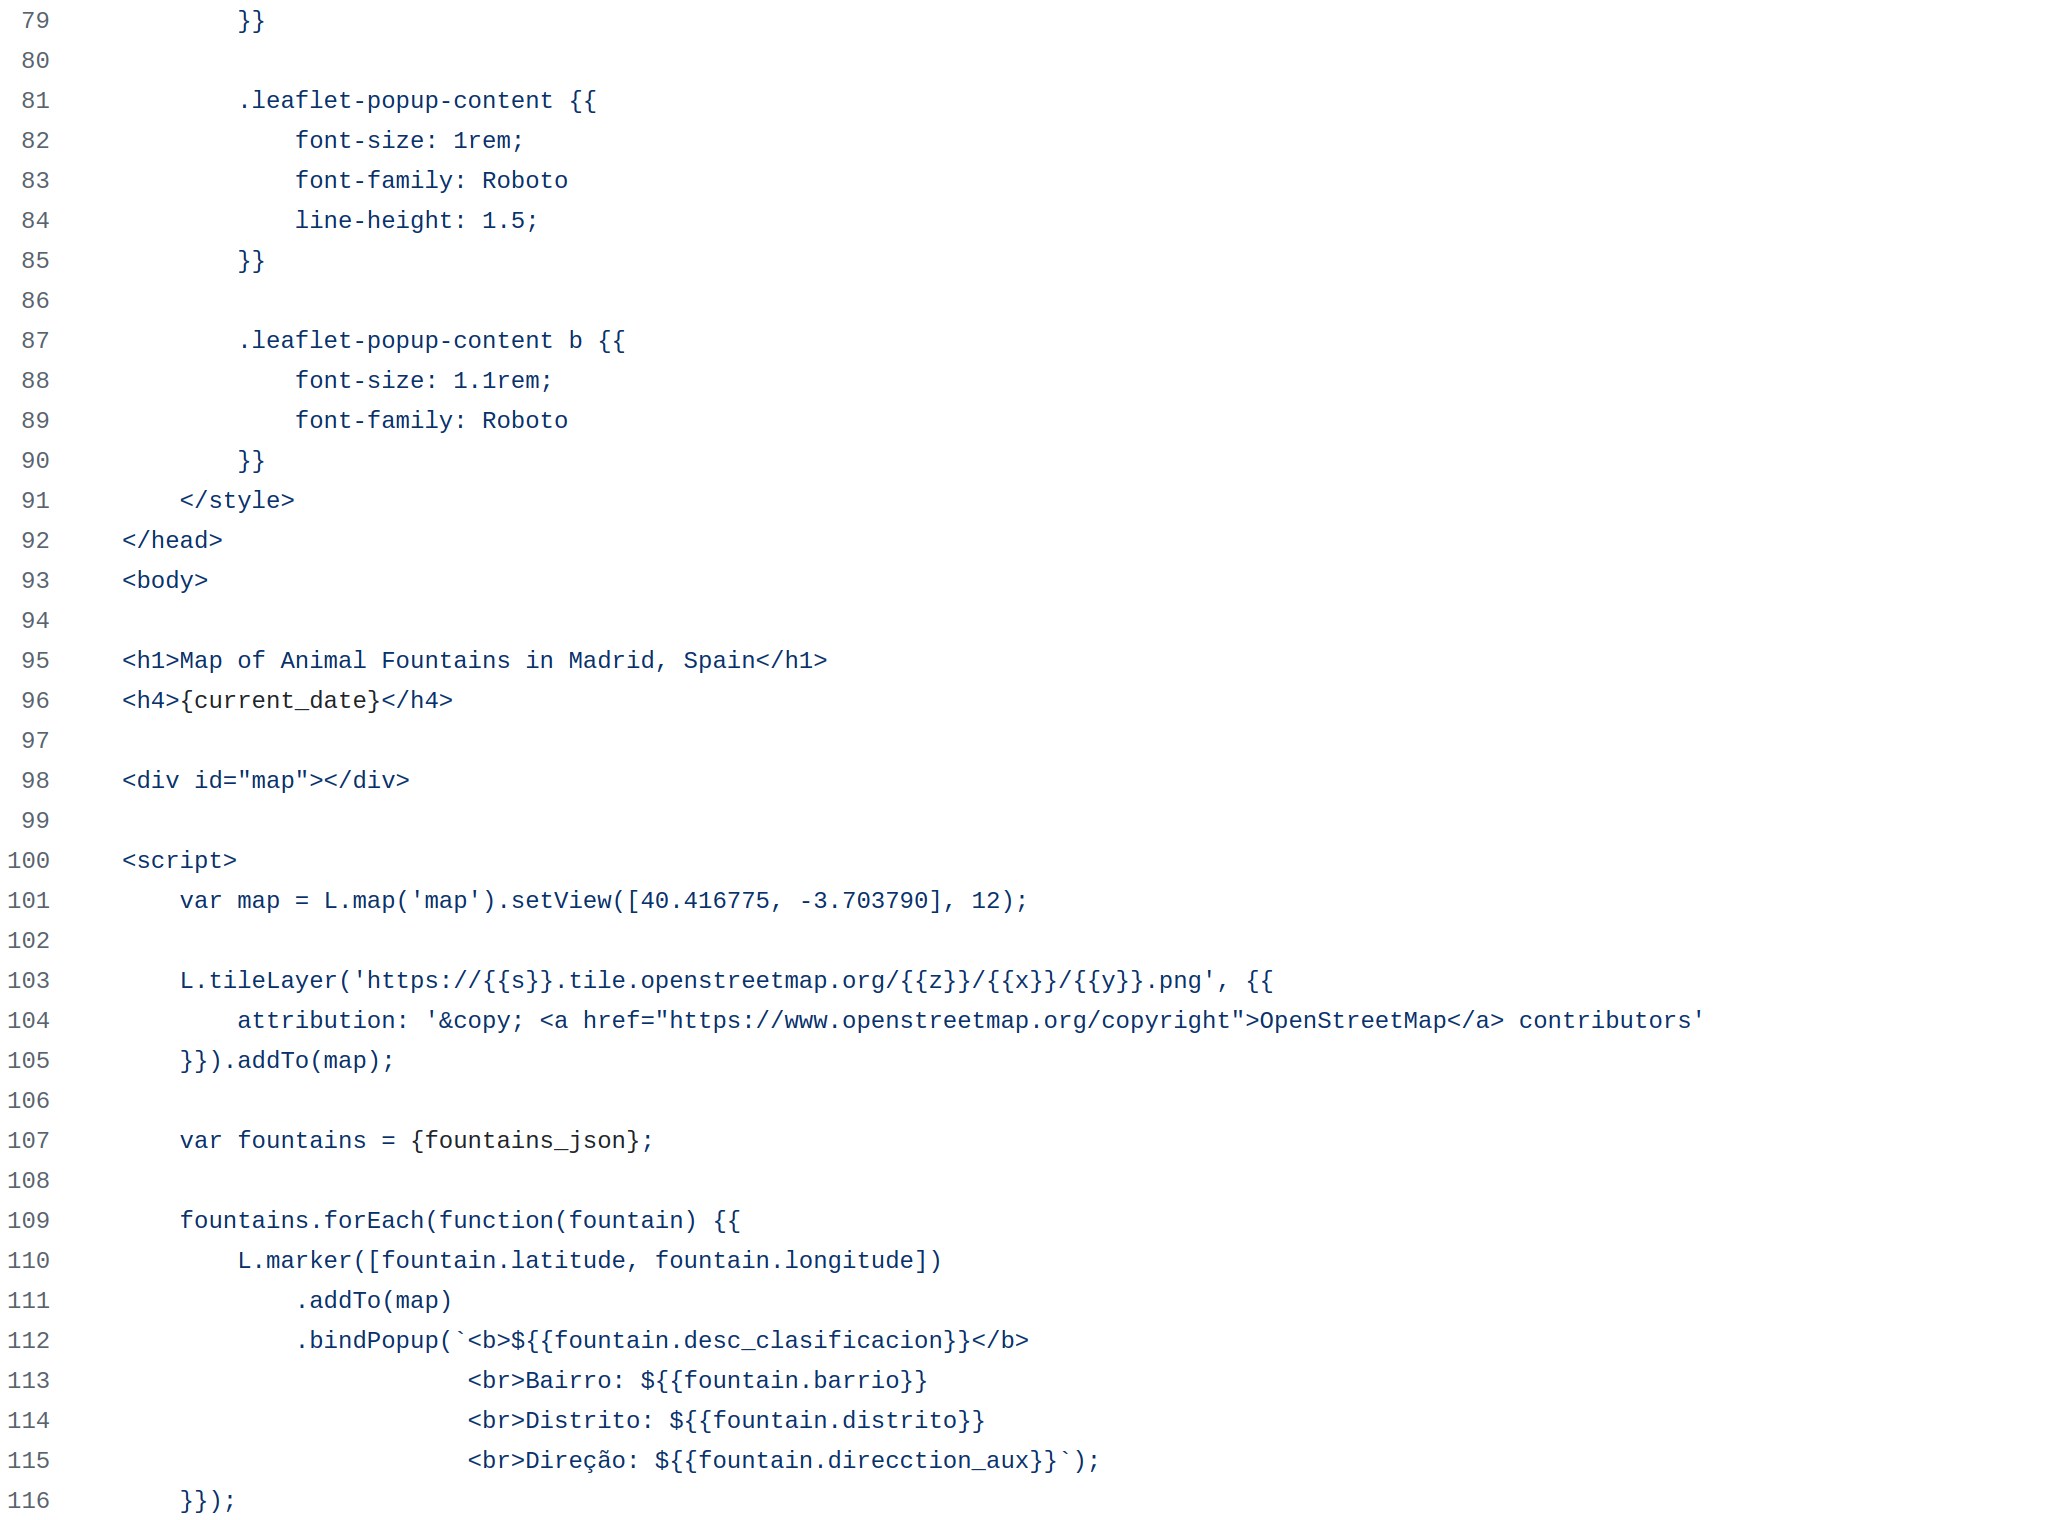 79             }}
80
81             .leaflet-popup-content {{
82                 font-size: 1rem;
83                 font-family: Roboto
84                 line-height: 1.5;
85             }}
86
87             .leaflet-popup-content b {{
88                 font-size: 1.1rem;
89                 font-family: Roboto
90             }}
91         </style>
92     </head>
93     <body>
94
95     <h1>Map of Animal Fountains in Madrid, Spain</h1>
96     <h4>{current_date}</h4>
97
98     <div id="map"></div>
99
100     <script>
101         var map = L.map('map').setView([40.416775, -3.703790], 12);
102
103         L.tileLayer('https://{{s}}.tile.openstreetmap.org/{{z}}/{{x}}/{{y}}.png', {{
104             attribution: '&copy; <a href="https://www.openstreetmap.org/copyright">OpenStreetMap</a> contributors'
105         }}).addTo(map);
106
107         var fountains = {fountains_json};
108
109         fountains.forEach(function(fountain) {{
110             L.marker([fountain.latitude, fountain.longitude])
111                 .addTo(map)
112                 .bindPopup(`<b>${{fountain.desc_clasificacion}}</b>
113                             <br>Bairro: ${{fountain.barrio}}
114                             <br>Distrito: ${{fountain.distrito}}
115                             <br>Direção: ${{fountain.direcction_aux}}`);
116         }});